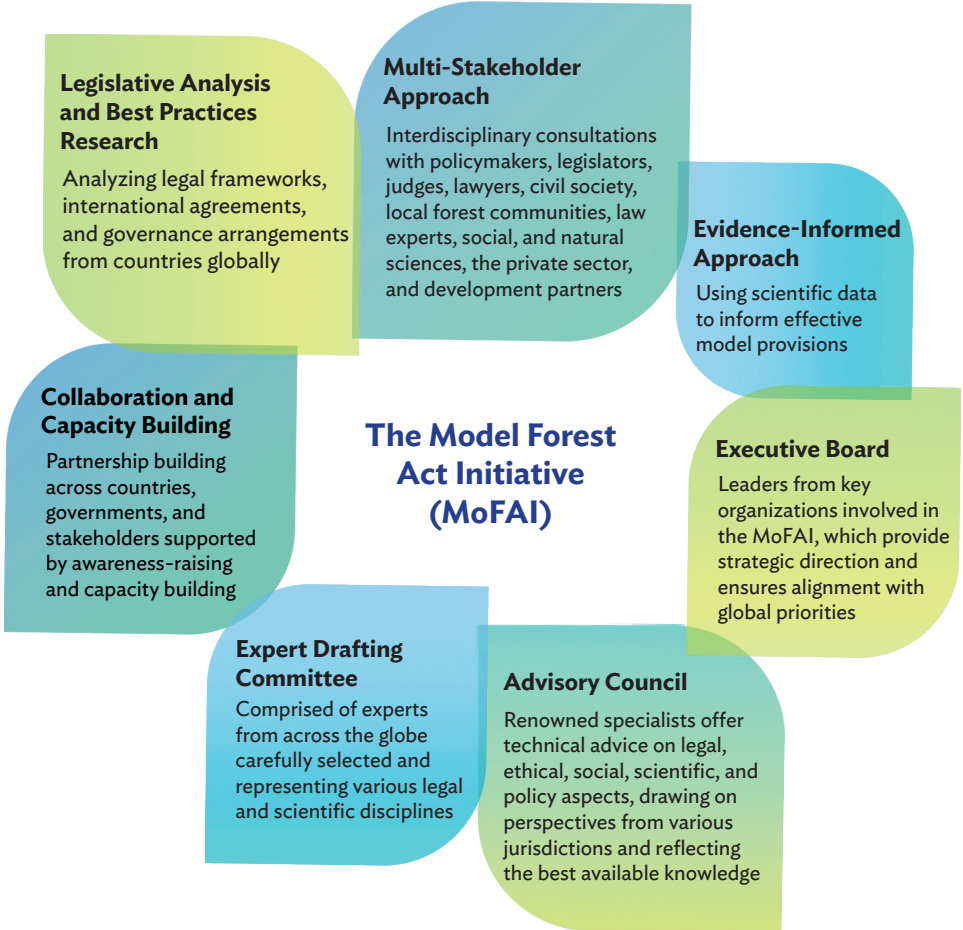 Legislative Analysis
and Best Practices
Research
Analyzing legal frameworks,
international agreements,
and governance arrangements
from countries globally
Multi-Stakeholder
Approach
Interdisciplinary consultations
with policymakers, legislators,
judges, lawyers, civil society,
local forest communities, law
experts, social, and natural
sciences, the private sector,
and development partners
Evidence-Informed
Approach
Using scientific data
to inform effective
model provisions
Executive Board
Leaders from key
organizations involved in
the MoFAI, which provide
strategic direction and
ensures alignment with
global priorities
Advisory Council
Renowned specialists offer
technical advice on legal,
ethical, social, scientific, and
policy aspects, drawing on
perspectives from various
jurisdictions and reflecting
the best available knowledge
Expert Drafting
Committee
Comprised of experts
from across the globe
carefully selected and
representing various legal
and scientific disciplines
Collaboration and
Capacity Building
Partnership building
across countries,
governments, and
stakeholders supported
by awareness-raising
and capacity building
The Model Forest
Act Initiative
(MoFAI)